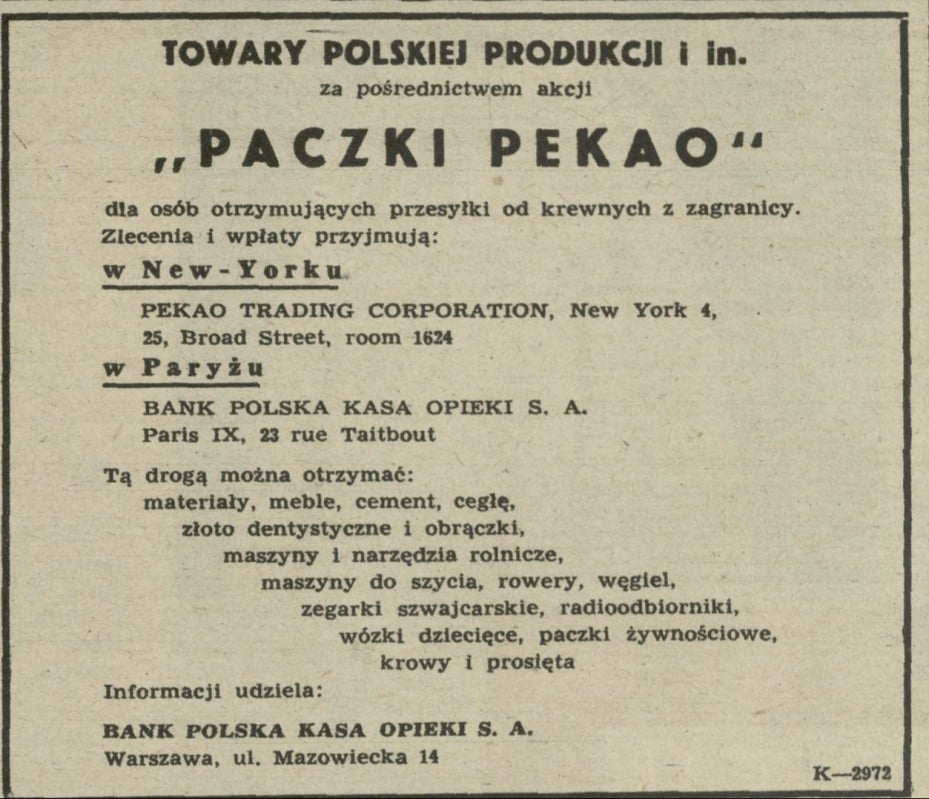 TOWARY POLSKIEJ PRODUKCJI i in.
za pośrednictwem akcji
„PACZKI PEKAO“
dla osób otrzymujących przesyłki od krewnych z zagranicy.
Zlecenia i wpłaty przyjmują:
w New-Yorku
PEKAO TRADING CORPORATION, New York 4,
25, Broad Street, room 1624
w Paryżu
BANK POLSKA KASA OPIEKI S. A.
Paris IX, 23 rue Taitbout
Tą drogą można otrzymać:
materiały, meble, cement, cegłę,
złoto dentystyczne i obrączki,
maszyny i narzędzia rolnicze,
maszyny do szycia, rowery, węgiel,
zegarki szwajcarskie, radioodbiorniki,
wózki dziecięce, paczki żywnościowe,
krowy i prosięta
Informacji udziela:
BANK POLSKA KASA OPIEKI S. A.
Warszawa, ul. Mazowiecka 14
K—2972